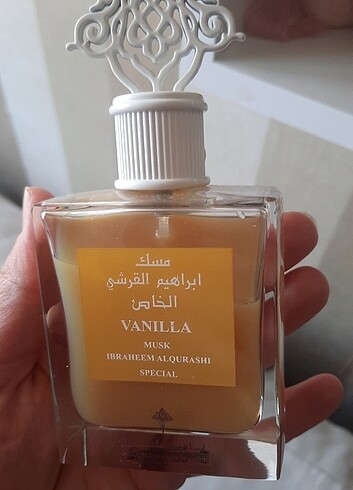 مسك
ابراهيم القرشي
الخاص
VANILLA
MUSK
IBRAHEEM ALQURASHI
SPECIAL